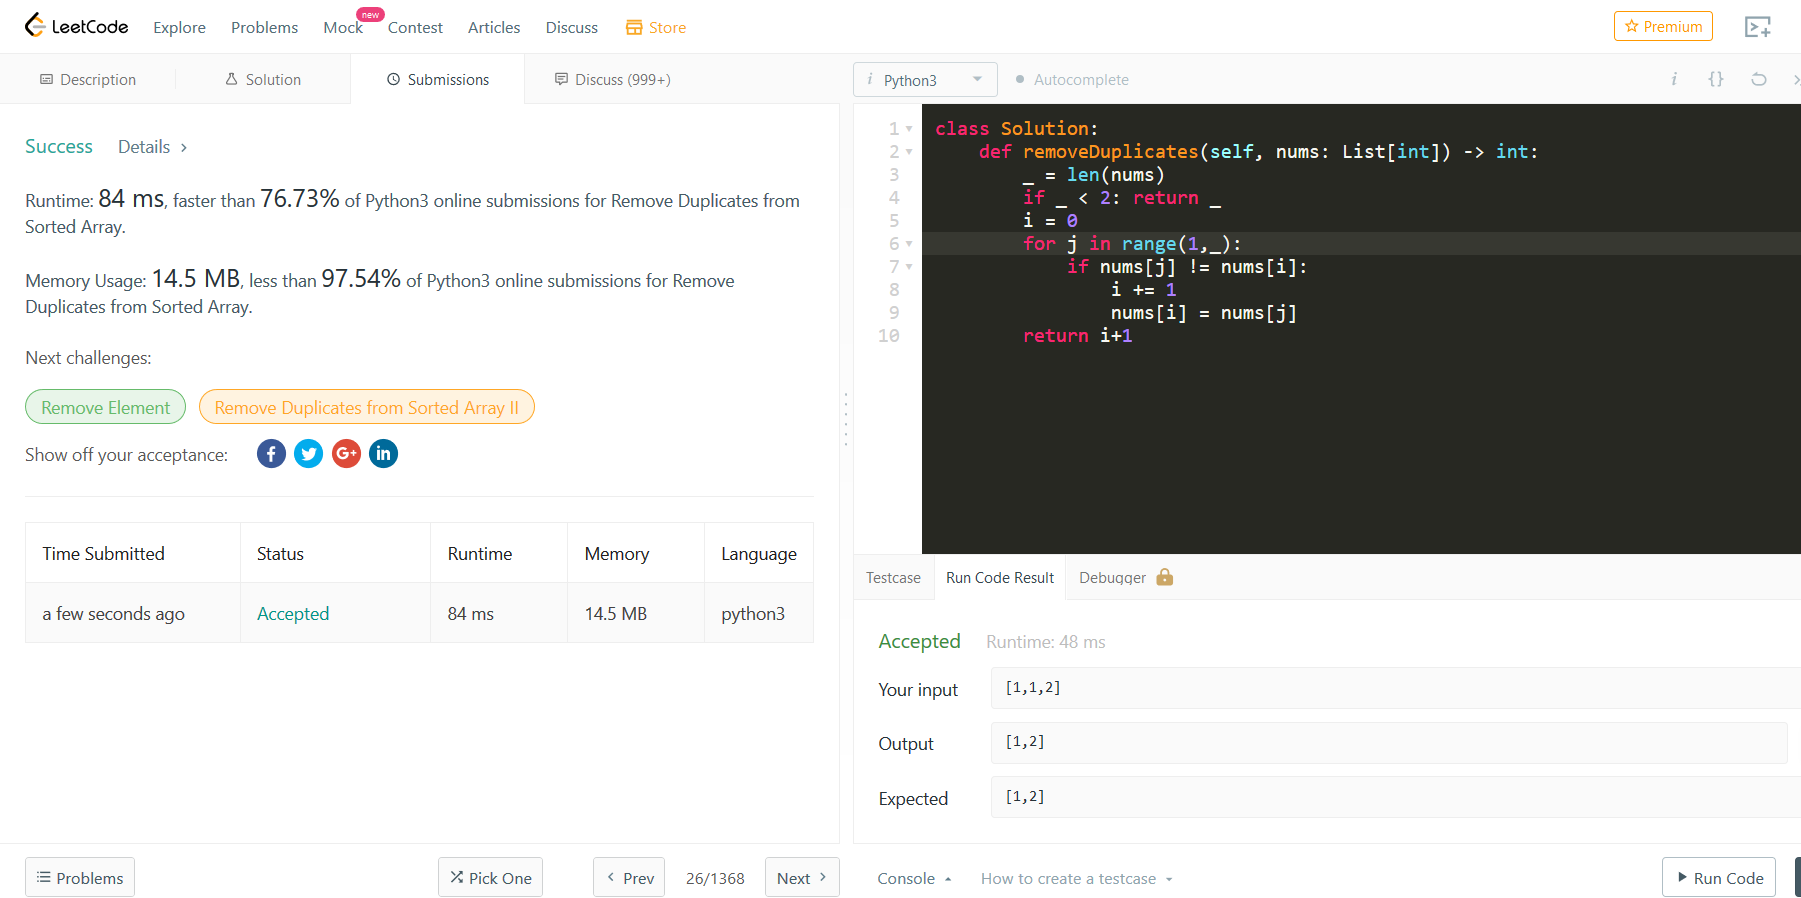 LeetCode Explore Problems Mock new Contest Articles Discuss Store Premium
Description Solution Submissions Discuss (999+)
Success Details >
Runtime: 84 ms, faster than 76.73% of Python3 online submissions for Remove Duplicates from
Sorted Array.
Memory Usage: 14.5 MB, less than 97.54% of Python3 online submissions for Remove
Duplicates from Sorted Array.
Next challenges:
Remove Element Remove Duplicates from Sorted Array II
Show off your acceptance: f G+ in
Time Submitted Status Runtime Memory Language
a few seconds ago Accepted 84 ms 14.5 MB python3
Problems Pick One < Prev 26/1368 Next >
i Python3 Autocomplete i {}
1 class Solution:
2     def removeDuplicates(self, nums: List[int]) -> int:
3         _ = len(nums)
4         if _ < 2: return _
5         i = 0
6         for j in range(1,_):
7             if nums[j] != nums[i]:
8                 i += 1
9                 nums[i] = nums[j]
10         return i+1
Testcase Run Code Result Debugger
Accepted Runtime: 48 ms
Your input [1,1,2]
Output [1,2]
Expected [1,2]
Console How to create a testcase Run Code